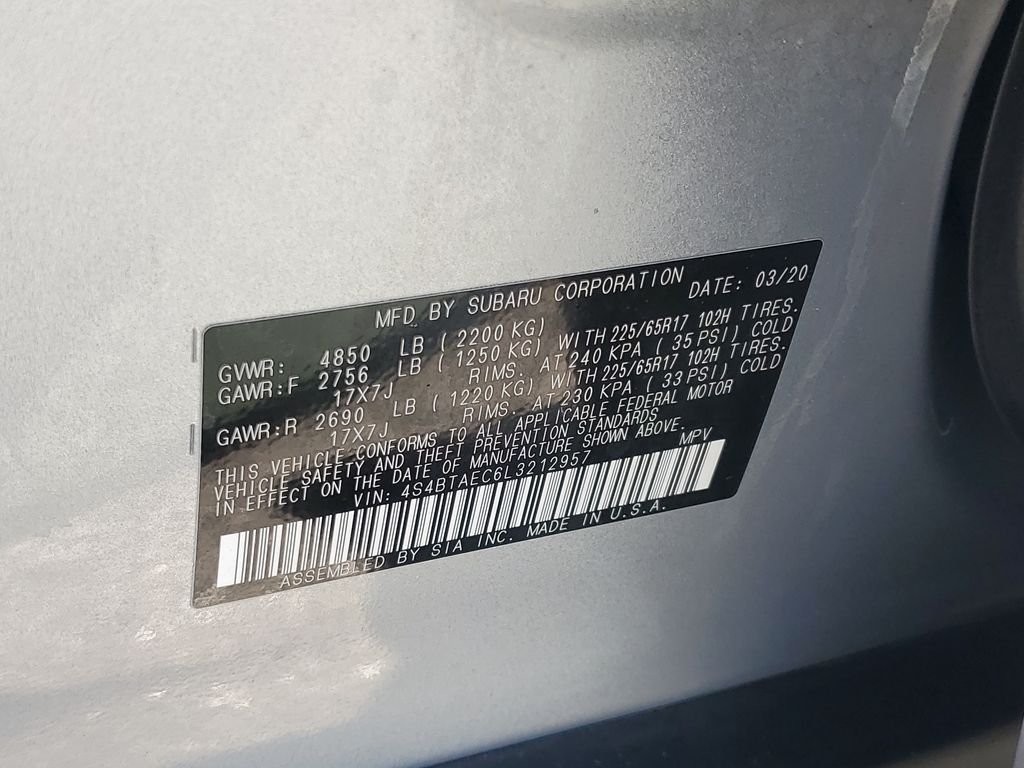 MFD BY SUBARU CORPORATION DATE: 03/20
GVWR: 4850 LB ( 2200 KG)
GAWR:F 2756 LB ( 1250 KG) WITH 225/65R17 102H TIRES.
17X7J RIMS. AT 240 KPA ( 35 PSI) COLD
GAWR:R 2690 LB ( 1220 KG) WITH 225/65R17 102H TIRES.
17X7J RIMS. AT 230 KPA ( 33 PSI) COLD
THIS VEHICLE CONFORMS TO ALL APPLICABLE FEDERAL MOTOR
VEHICLE SAFETY AND THEFT PREVENTION STANDARDS
IN EFFECT ON THE DATE OF MANUFACTURE SHOWN ABOVE.
VIN: 4S4BTAEC6L3212957 MPV
ASSEMBLED BY SIA INC. MADE IN U.S.A.